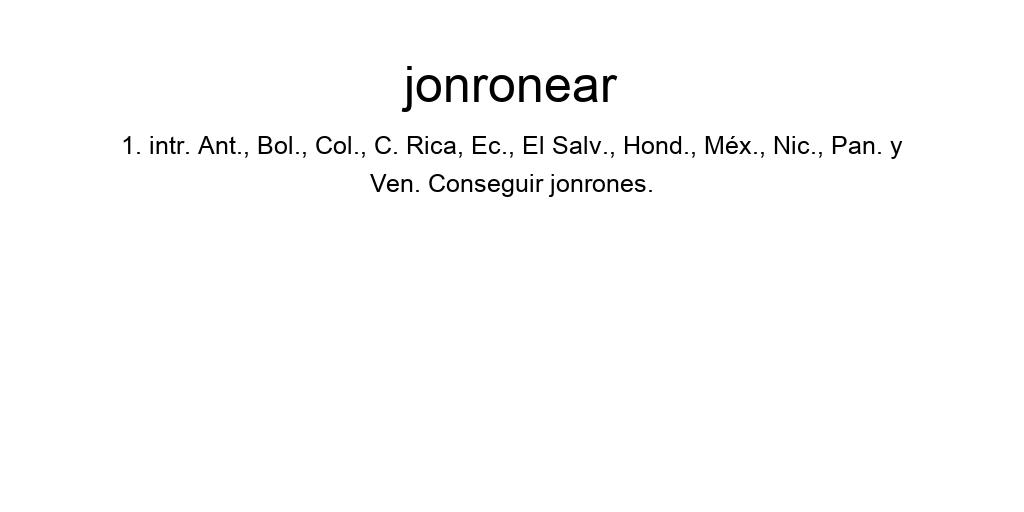 jonronear
1. intr. Ant., Bol., Col., C. Rica, Ec., El Salv., Hond., Méx., Nic., Pan. y
Ven. Conseguir jonrones.